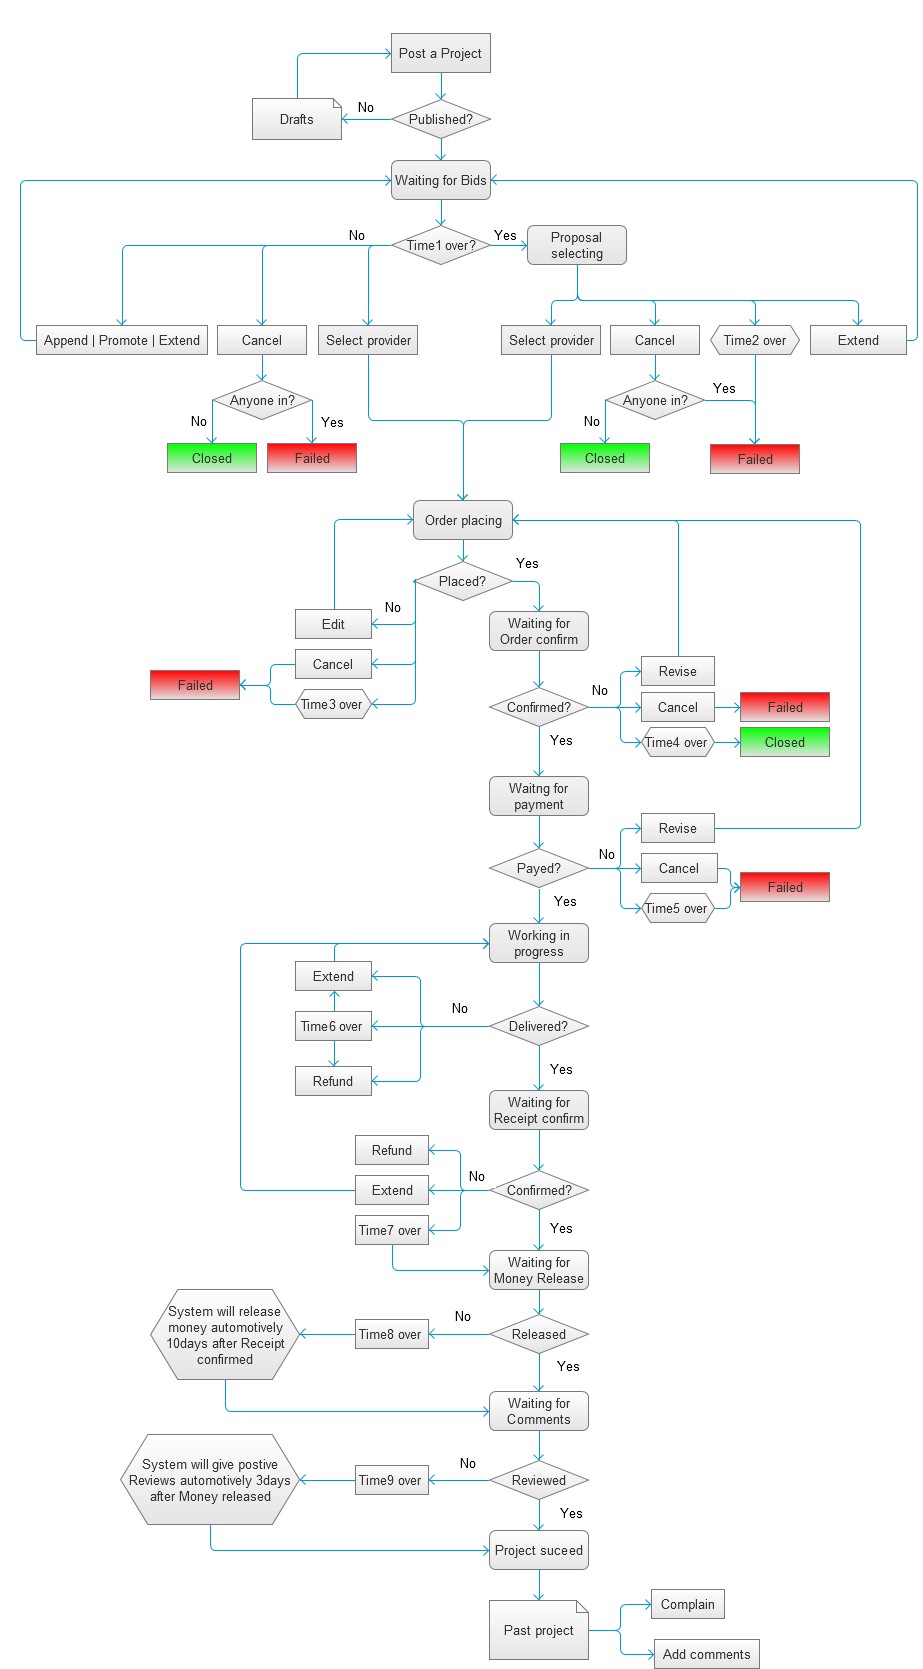 Post a Project
No
Drafts
Published?
Waiting for Bids
No
Time1 over?
Yes
Proposal
selecting
Append | Promote | Extend
Cancel
Select provider
Select provider
Cancel
Time2 over
Extend
Anyone in?
Anyone in?
Yes
No
Yes
No
Closed
Failed
Closed
Failed
Order placing
Yes
Placed?
No
Edit
Waiting for
Order confirm
Cancel
Revise
Failed
Time3 over
No
Confirmed?
Cancel
Failed
Yes
Time4 over
Closed
Waitng for
payment
Revise
No
Payed?
Cancel
Failed
Yes
Time5 over
Working in
progress
Extend
No
Time6 over
Delivered?
Yes
Refund
Waiting for
Receipt confirm
Refund
No
Extend
Confirmed?
Time7 over
Yes
Waiting for
Money Release
System will release
money automotively
10days after Receipt
confirmed
No
Time8 over
Released
Yes
Waiting for
Comments
System will give postive
Reviews automotively 3days
after Money released
No
Time9 over
Reviewed
Yes
Project suceed
Past project
Complain
Add comments